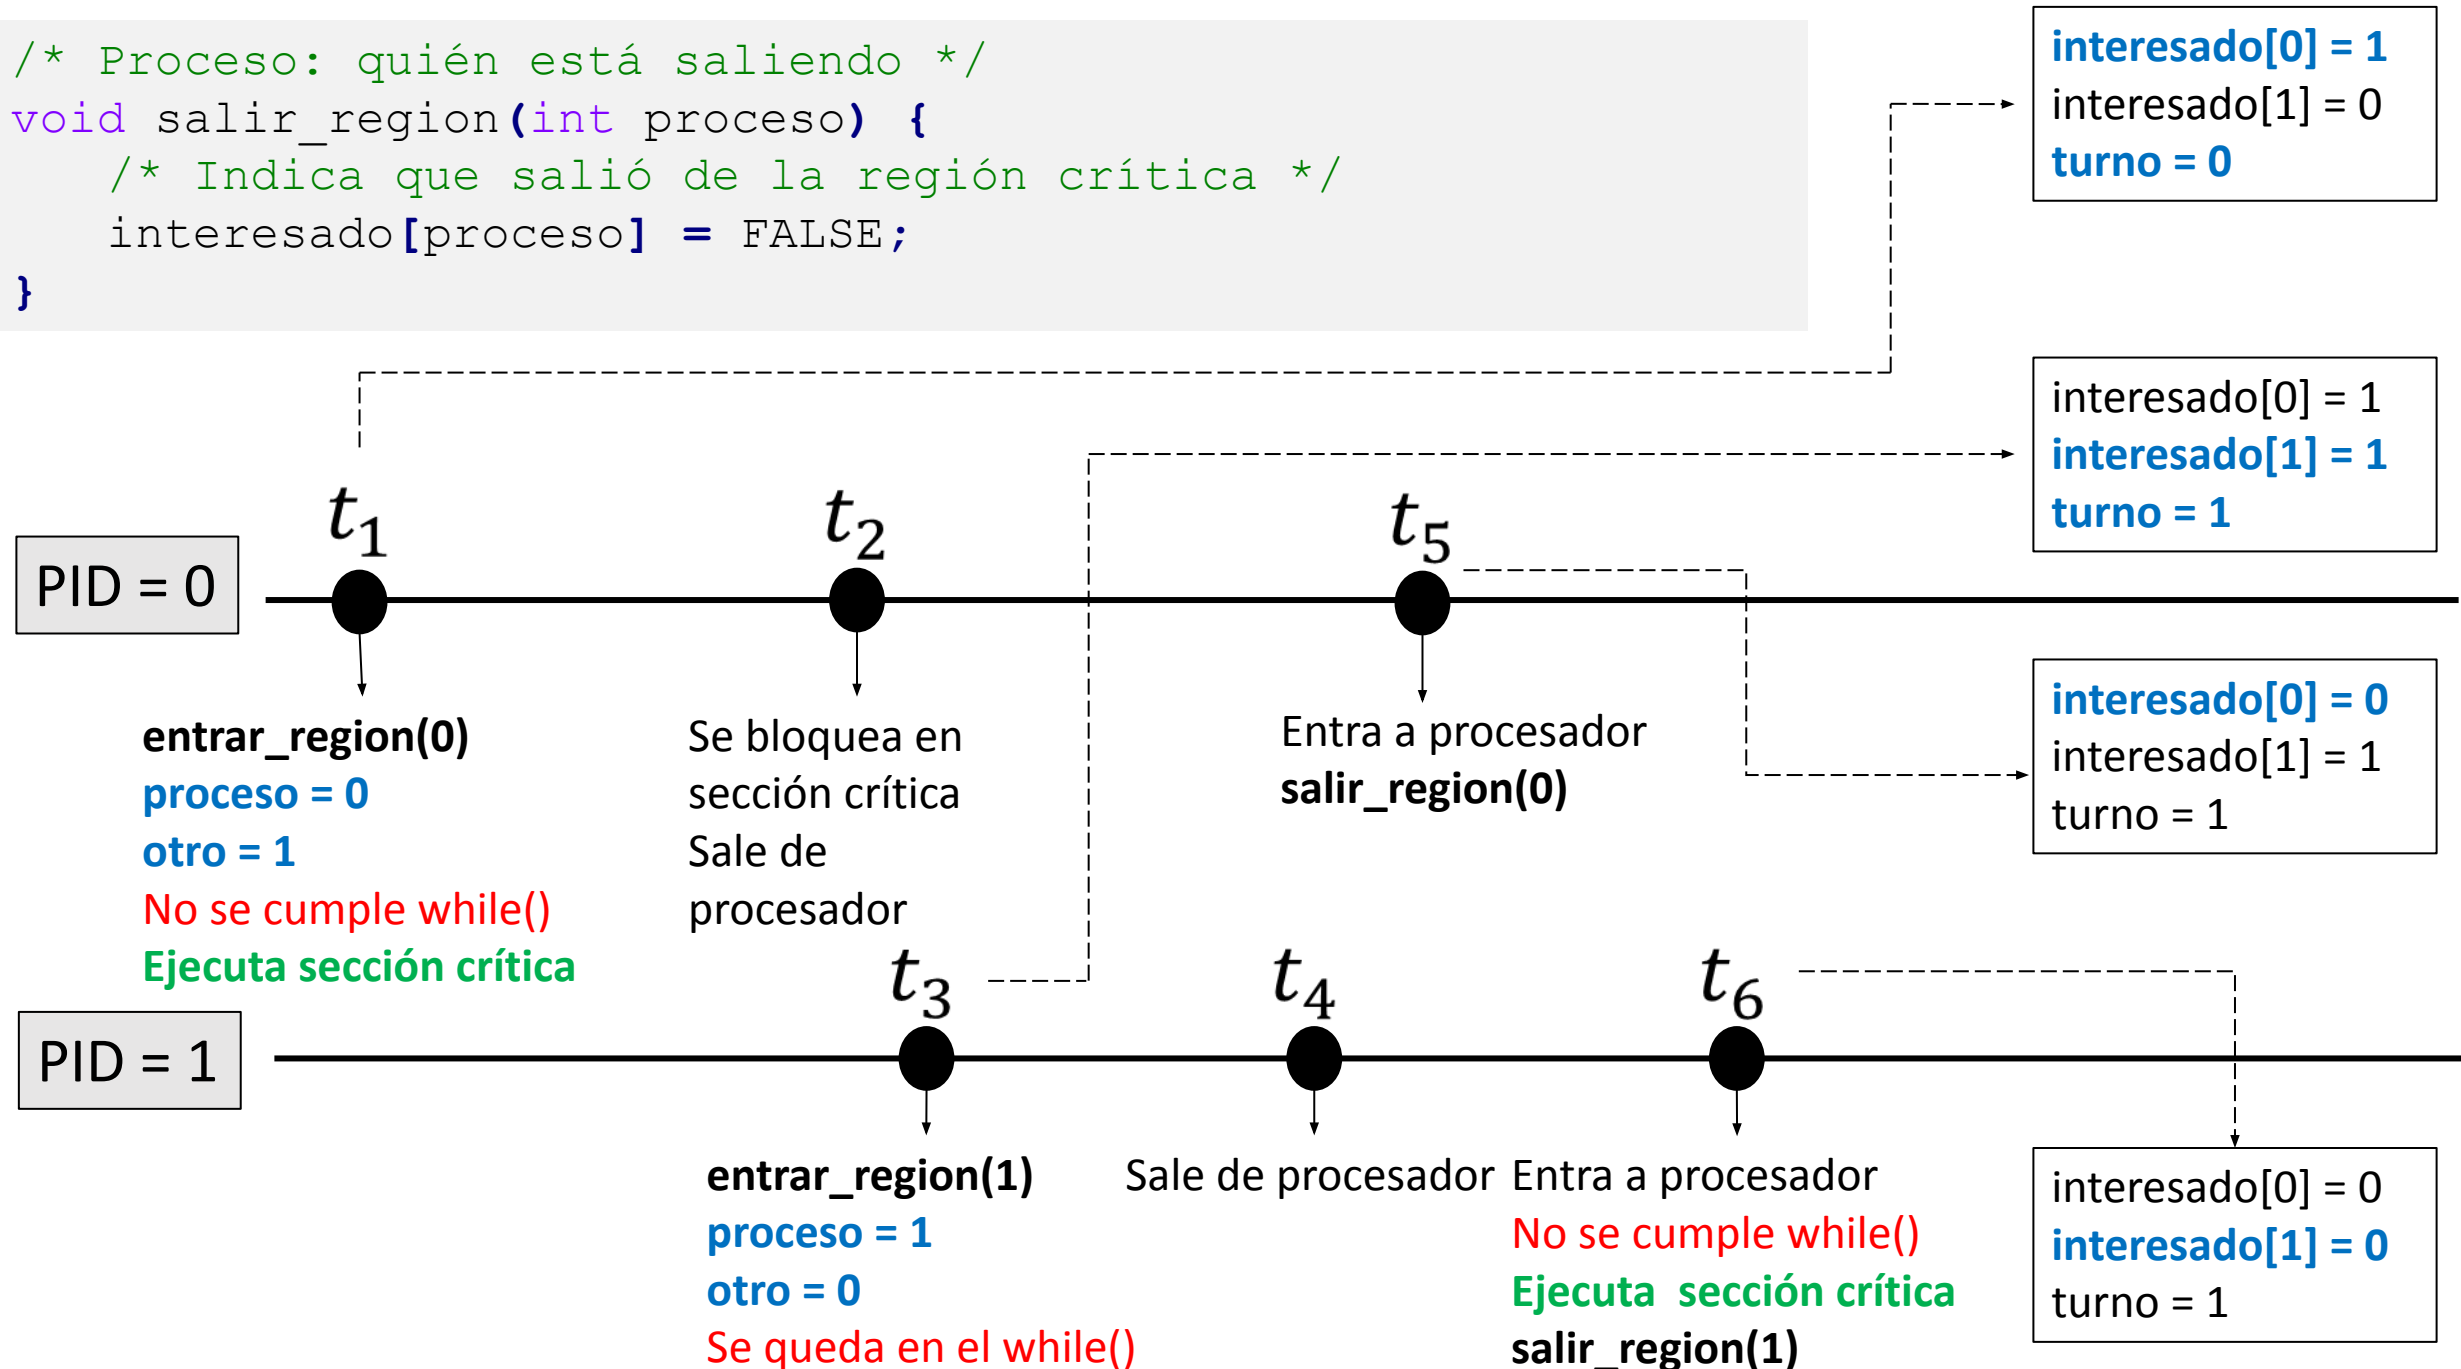 /* Proceso: quién está saliendo */
void salir_region(int proceso) {
/* Indica que salió de la región crítica */
interesado[proceso] = FALSE;
}
interesado[0] = 1
interesado[1] = 0
turno = 0
interesado[0] = 1
interesado[1] = 1
turno = 1
t1
t2
t5
PID = 0
entrar_region(0)
proceso = 0
otro = 1
No se cumple while()
Ejecuta sección crítica
Se bloquea en
sección crítica
Sale de
procesador
Entra a procesador
salir_region(0)
interesado[0] = 0
interesado[1] = 1
turno = 1
t3
t4
t6
PID = 1
entrar_region(1)
proceso = 1
otro = 0
Se queda en el while()
Sale de procesador
Entra a procesador
No se cumple while()
Ejecuta sección crítica
salir_region(1)
interesado[0] = 0
interesado[1] = 0
turno = 1